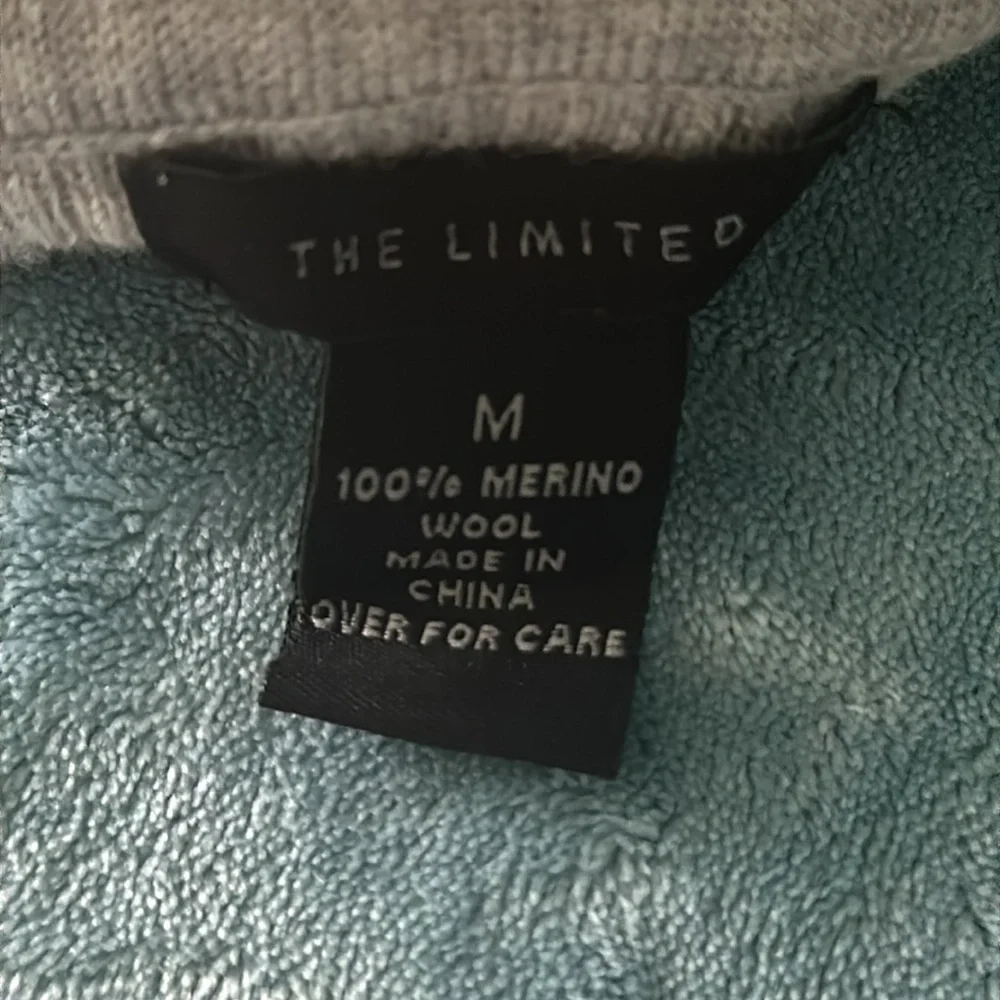 THE LIMITED
M
100% MERINO
WOOL
MADE IN
CHINA
OVER FOR CARE